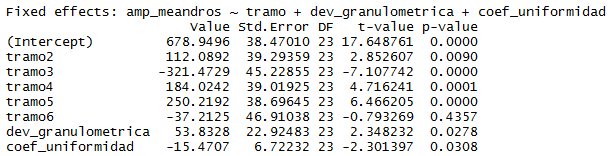 Fixed effects: amp_meandros ~ tramo + dev_granulometrica + coef_uniformidad
Value Std.Error DF t-value p-value
(Intercept) 678.9496 38.47010 23 17.648761 0.0000
tramo2 112.0892 39.29359 23 2.852607 0.0090
tramo3 -321.4729 45.22855 23 -7.107742 0.0000
tramo4 184.0242 39.01925 23 4.716241 0.0001
tramo5 250.2192 38.69645 23 6.466205 0.0000
tramo6 -37.2125 46.91038 23 -0.793269 0.4357
dev_granulometrica 53.8328 22.92483 23 2.348232 0.0278
coef_uniformidad -15.4707 6.72232 23 -2.301397 0.0308